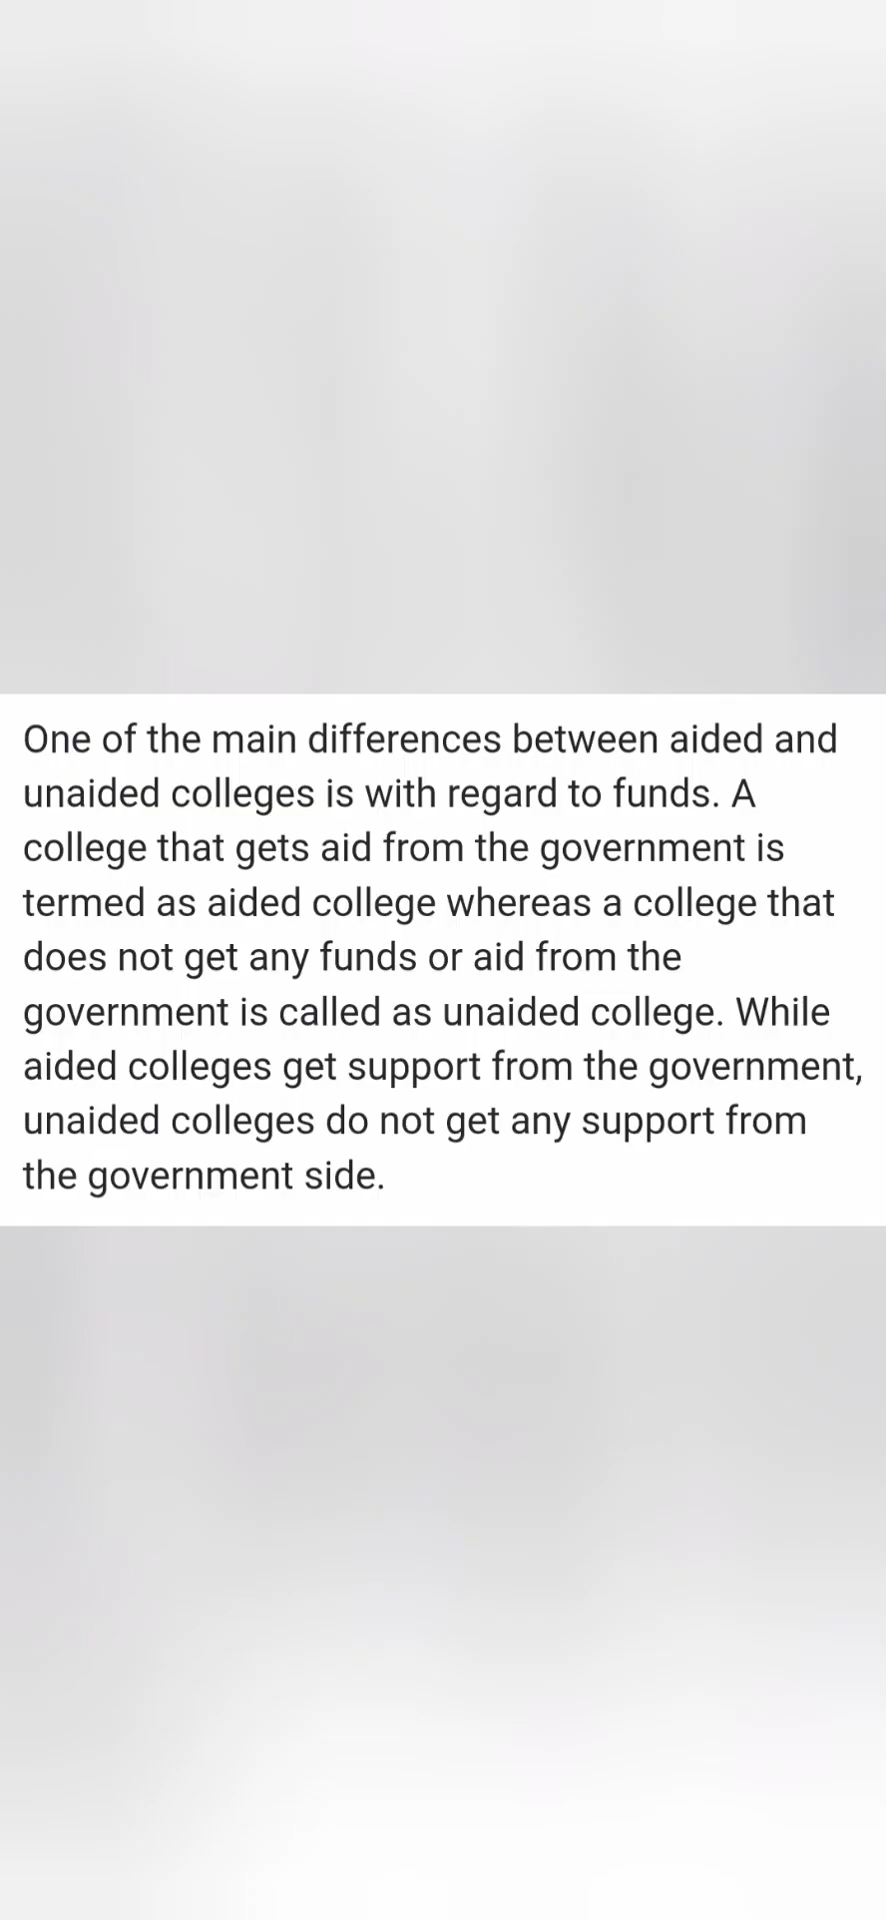 One of the main differences between aided and
unaided colleges is with regard to funds. A
college that gets aid from the government is
termed as aided college whereas a college that
does not get any funds or aid from the
government is called as unaided college. While
aided colleges get support from the government,
unaided colleges do not get any support from
the government side.